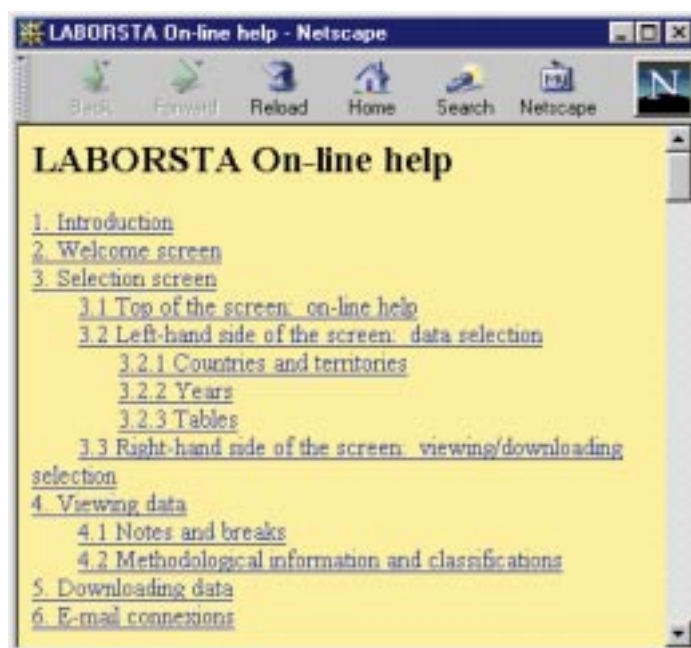 LABORSTA On-line help - Netscape
Back Forward Reload Home Search Netscape
My
N
LABORSTA On-line help
1. Introduction
2. Welcome screen
3. Selection screen
3.1 Top of the screen: on-line help
3.2 Left-hand side of the screen: data selection
3.2.1 Countries and territories
3.2.2 Years
3.2.3 Tables
3.3 Right-hand side of the screen: viewing/downloading
selection
4. Viewing data
4.1 Notes and breaks
4.2 Methodological information and classifications
5. Downloading data
6. E-mail connexions